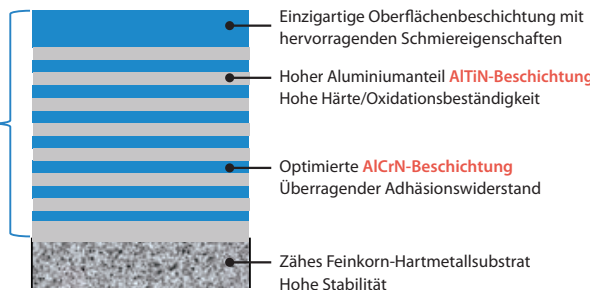 Einzigartige Oberflächenbeschichtung mit
hervorragenden Schmiereigenschaften
Hoher Aluminiumanteil AlTiN-Beschichtung
Hohe Härte/Oxidationsbeständigkeit
Optimierte AlCrN-Beschichtung
Überragender Adhäsionswiderstand
Zähes Feinkorn-Hartmetallsubstrat
Hohe Stabilität